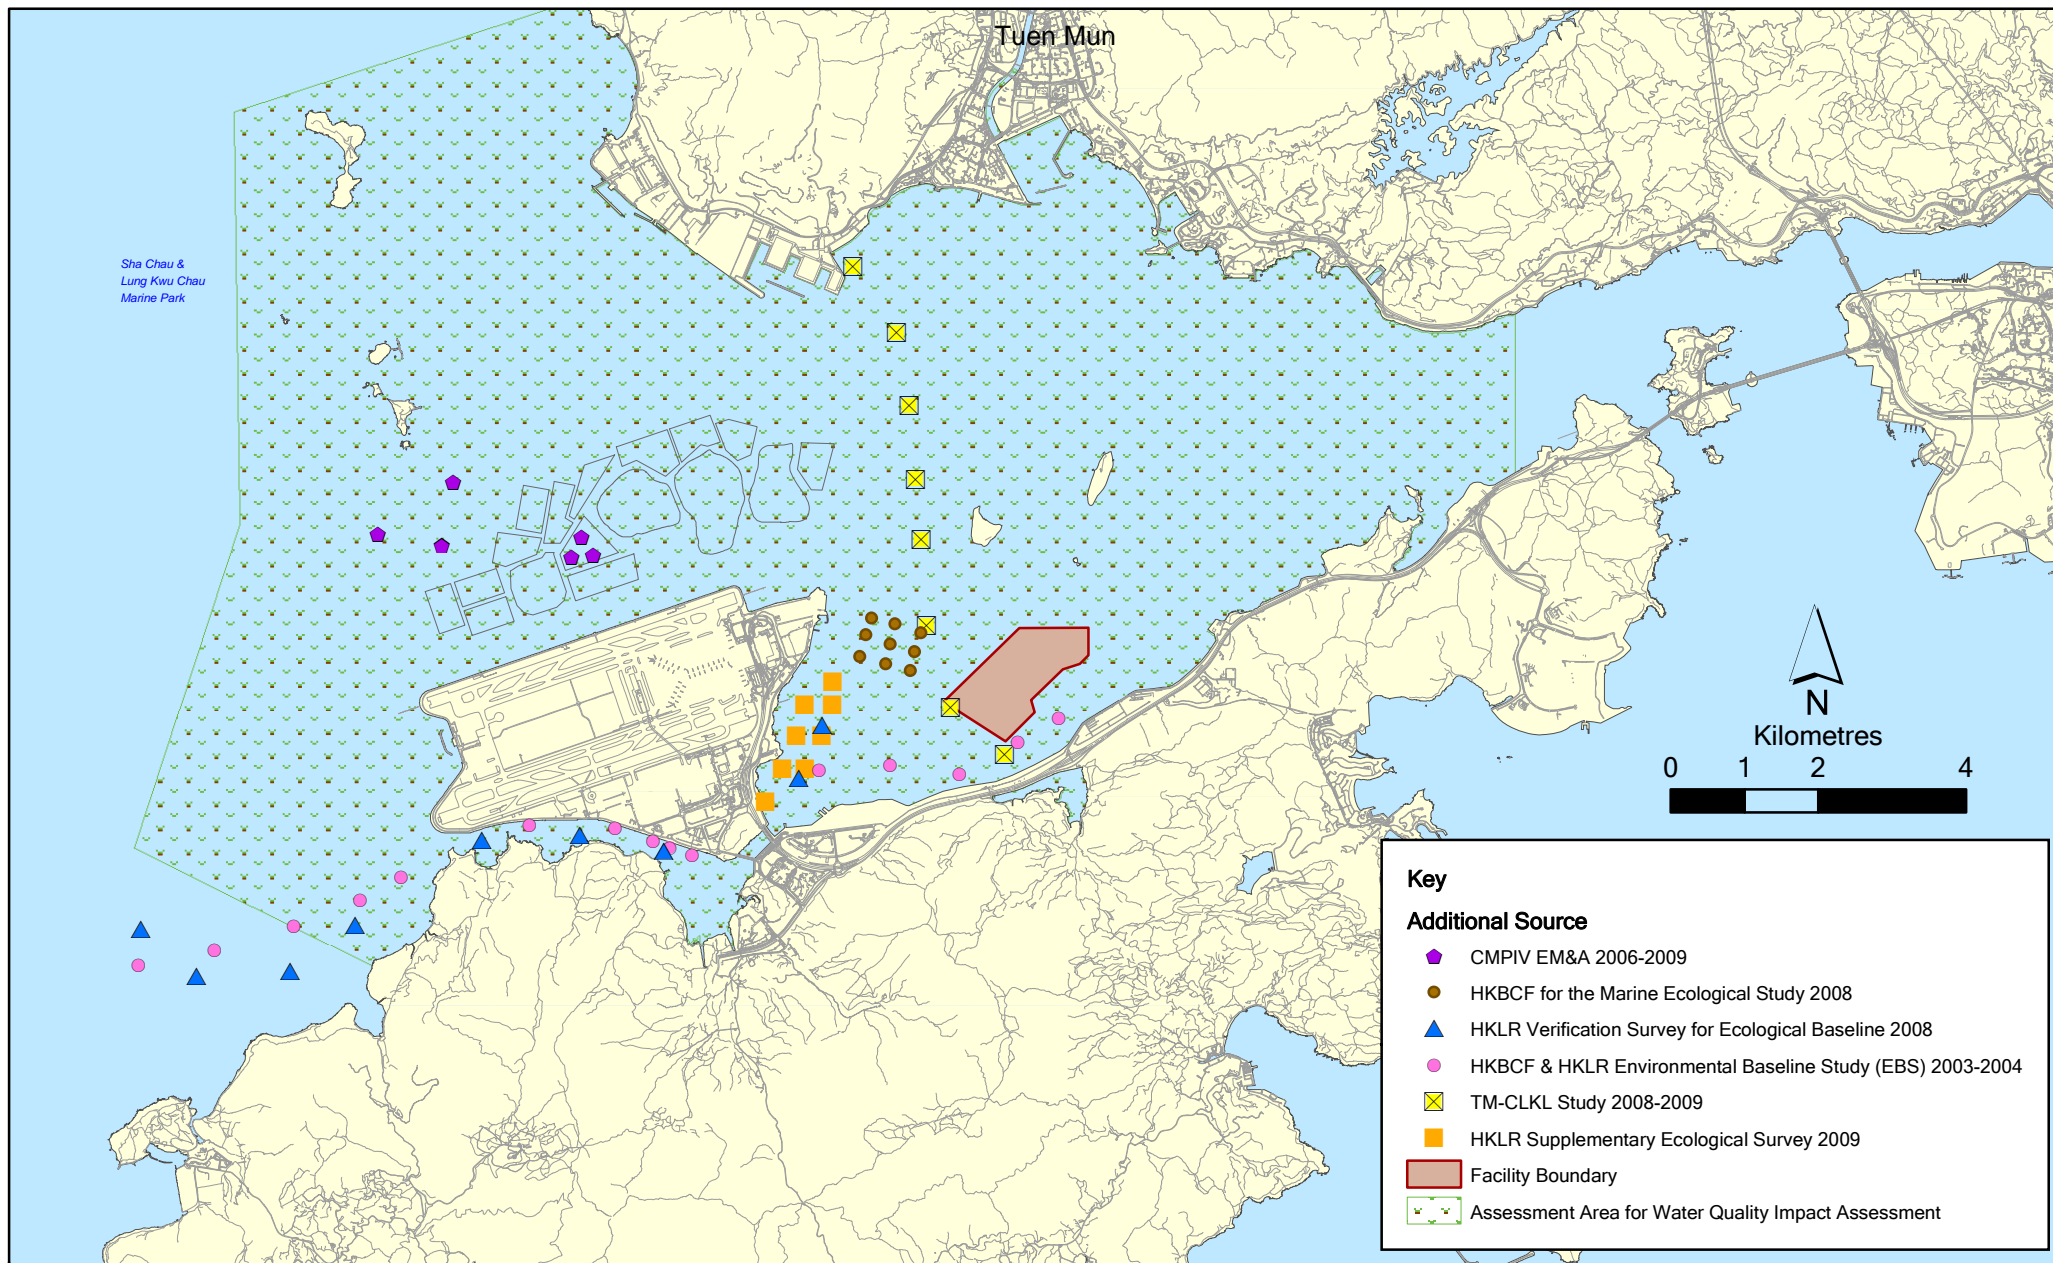 Tuen Mun
Sha Chau &
Lung Kwu Chau
Marine Park
N
Kilometres
0 1 2 4
Key
Additional Source
CMPIV EM&A 2006-2009
HKBCF for the Marine Ecological Study 2008
HKLR Verification Survey for Ecological Baseline 2008
HKBCF & HKLR Environmental Baseline Study (EBS) 2003-2004
TM-CLKL Study 2008-2009
HKLR Supplementary Ecological Survey 2009
Facility Boundary
Assessment Area for Water Quality Impact Assessment